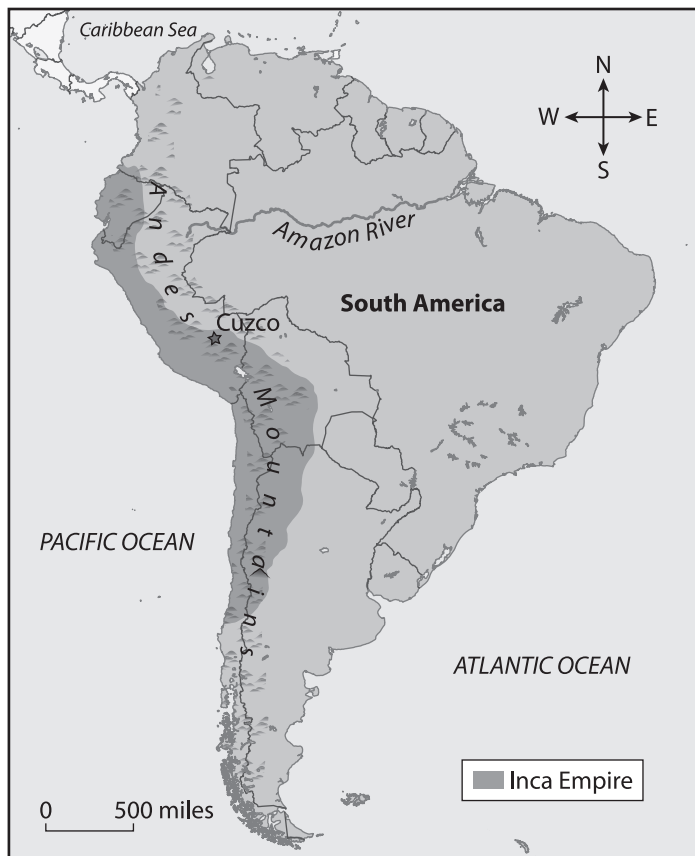 Caribbean Sea
N
W E
S
Andes
Amazon River
South America
Cuzco
Mountains
PACIFIC OCEAN
ATLANTIC OCEAN
Inca Empire
0 500 miles